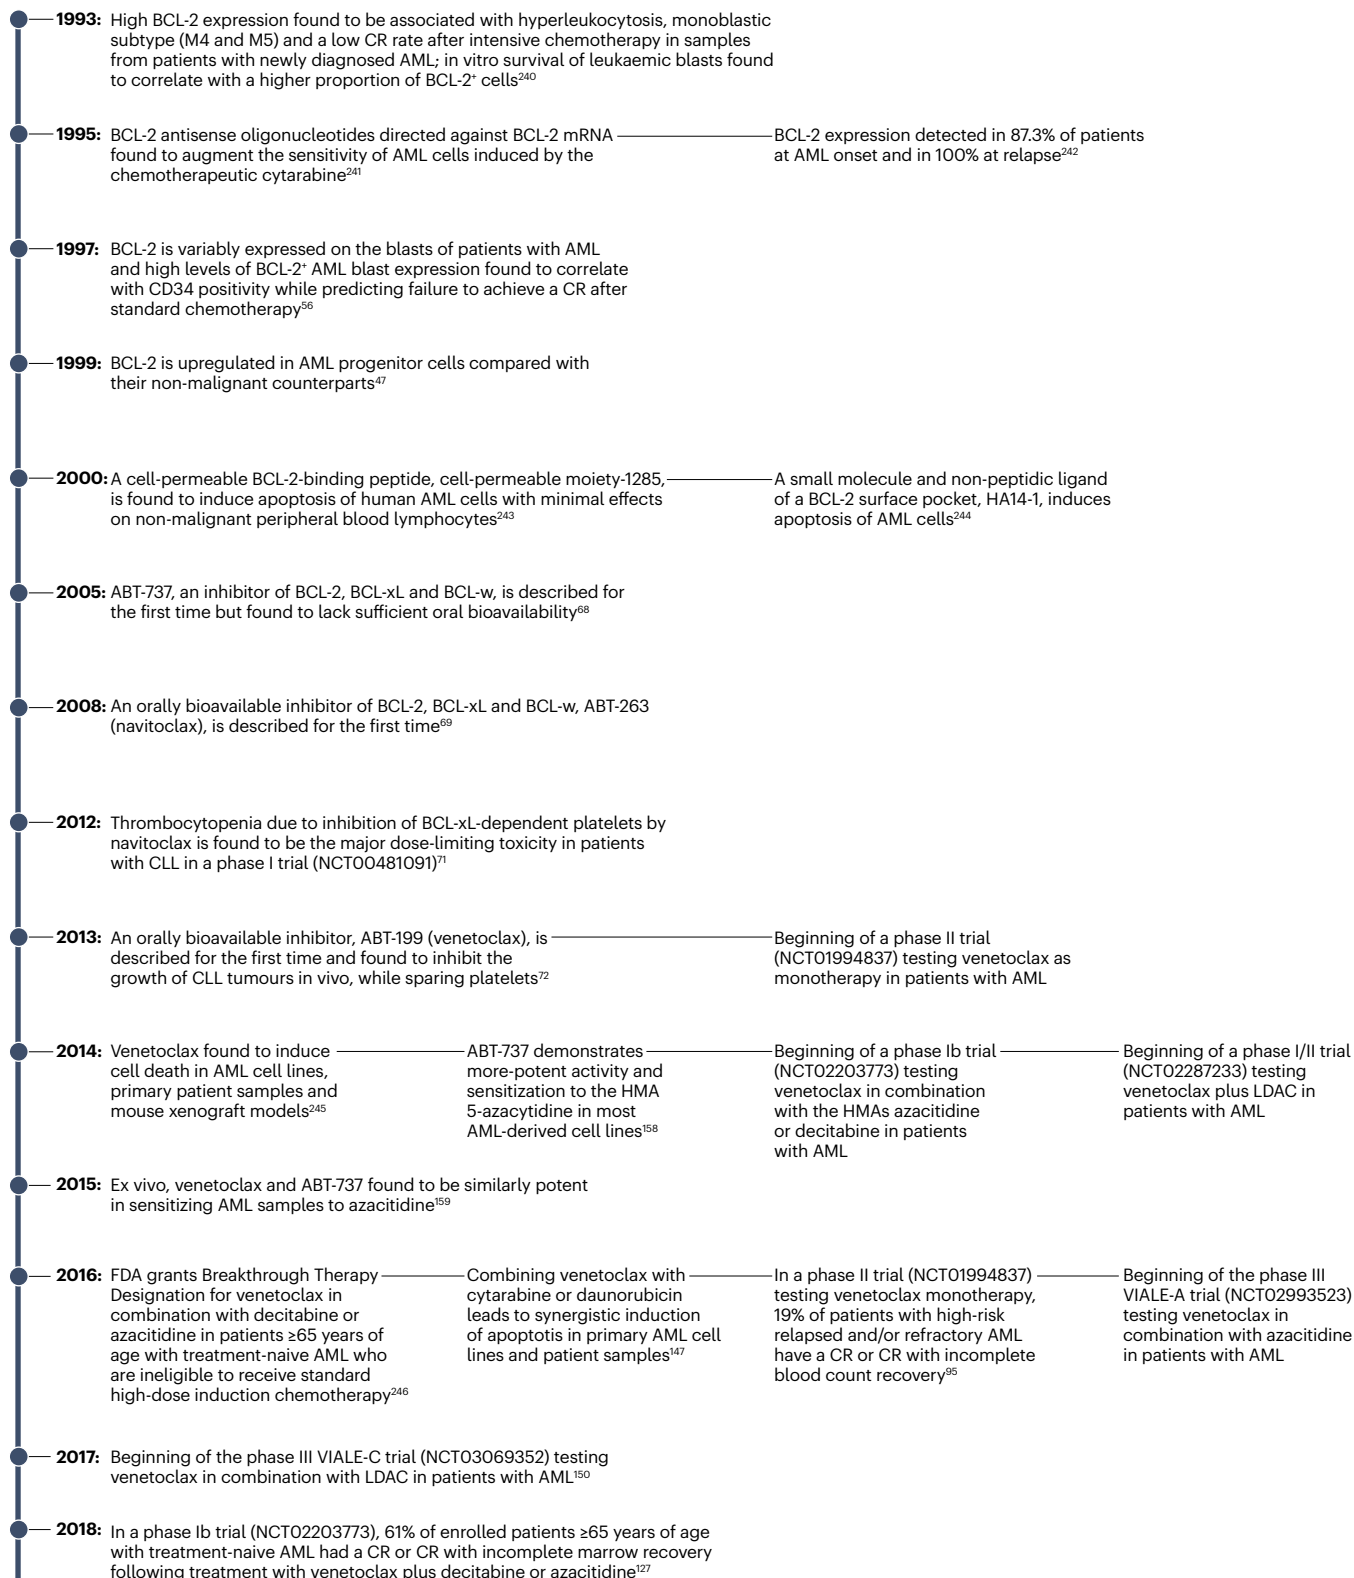 1993: High BCL-2 expression found to be associated with hyperleukocytosis, monoblastic
subtype (M4 and M5) and a low CR rate after intensive chemotherapy in samples
from patients with newly diagnosed AML; in vitro survival of leukaemic blasts found
to correlate with a higher proportion of BCL-2⁺ cells²⁴⁰
1995: BCL-2 antisense oligonucleotides directed against BCL-2 mRNA
found to augment the sensitivity of AML cells induced by the
chemotherapeutic cytarabine²⁴¹
BCL-2 expression detected in 87.3% of patients
at AML onset and in 100% at relapse²⁴²
1997: BCL-2 is variably expressed on the blasts of patients with AML
and high levels of BCL-2⁺ AML blast expression found to correlate
with CD34 positivity while predicting failure to achieve a CR after
standard chemotherapy⁵⁶
1999: BCL-2 is upregulated in AML progenitor cells compared with
their non-malignant counterparts⁴⁷
2000: A cell-permeable BCL-2-binding peptide, cell-permeable moiety-1285,
is found to induce apoptosis of human AML cells with minimal effects
on non-malignant peripheral blood lymphocytes²⁴³
A small molecule and non-peptidic ligand
of a BCL-2 surface pocket, HA14-1, induces
apoptosis of AML cells²⁴⁴
2005: ABT-737, an inhibitor of BCL-2, BCL-xL and BCL-w, is described for
the first time but found to lack sufficient oral bioavailability⁶⁸
2008: An orally bioavailable inhibitor of BCL-2, BCL-xL and BCL-w, ABT-263
(navitoclax), is described for the first time⁶⁹
2012: Thrombocytopenia due to inhibition of BCL-xL-dependent platelets by
navitoclax is found to be the major dose-limiting toxicity in patients
with CLL in a phase I trial (NCT00481091)⁷¹
2013: An orally bioavailable inhibitor, ABT-199 (venetoclax), is
described for the first time and found to inhibit the
growth of CLL tumours in vivo, while sparing platelets⁷²
Beginning of a phase II trial
(NCT01994837) testing venetoclax as
monotherapy in patients with AML
2014: Venetoclax found to induce
cell death in AML cell lines,
primary patient samples and
mouse xenograft models²⁴⁵
ABT-737 demonstrates
more-potent activity and
sensitization to the HMA
5-azacytidine in most
AML-derived cell lines¹⁵⁸
Beginning of a phase Ib trial
(NCT02203773) testing
venetoclax in combination
with the HMAs azacitidine
or decitabine in patients
with AML
Beginning of a phase I/II trial
(NCT02287233) testing
venetoclax plus LDAC in
patients with AML
2015: Ex vivo, venetoclax and ABT-737 found to be similarly potent
in sensitizing AML samples to azacitidine¹⁵⁹
2016: FDA grants Breakthrough Therapy
Designation for venetoclax in
combination with decitabine or
azacitidine in patients ≥65 years of
age with treatment-naive AML who
are ineligible to receive standard
high-dose induction chemotherapy²⁴⁶
Combining venetoclax with
cytarabine or daunorubicin
leads to synergistic induction
of apoptotis in primary AML cell
lines and patient samples¹⁴⁷
In a phase II trial (NCT01994837)
testing venetoclax monotherapy,
19% of patients with high-risk
relapsed and/or refractory AML
have a CR or CR with incomplete
blood count recovery⁹⁵
Beginning of the phase III
VIALE-A trial (NCT02993523)
testing venetoclax in
combination with azacitidine
in patients with AML
2017: Beginning of the phase III VIALE-C trial (NCT03069352) testing
venetoclax in combination with LDAC in patients with AML¹⁵⁰
2018: In a phase Ib trial (NCT02203773), 61% of enrolled patients ≥65 years of age
with treatment-naive AML had a CR or CR with incomplete marrow recovery
following treatment with venetoclax plus decitabine or azacitidine¹²⁷